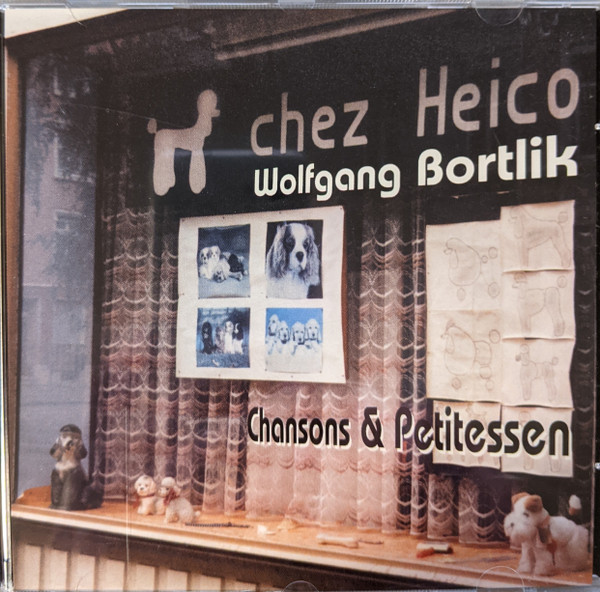 chez Heico
Wolfgang Bortlik
Chansons & Petitessen